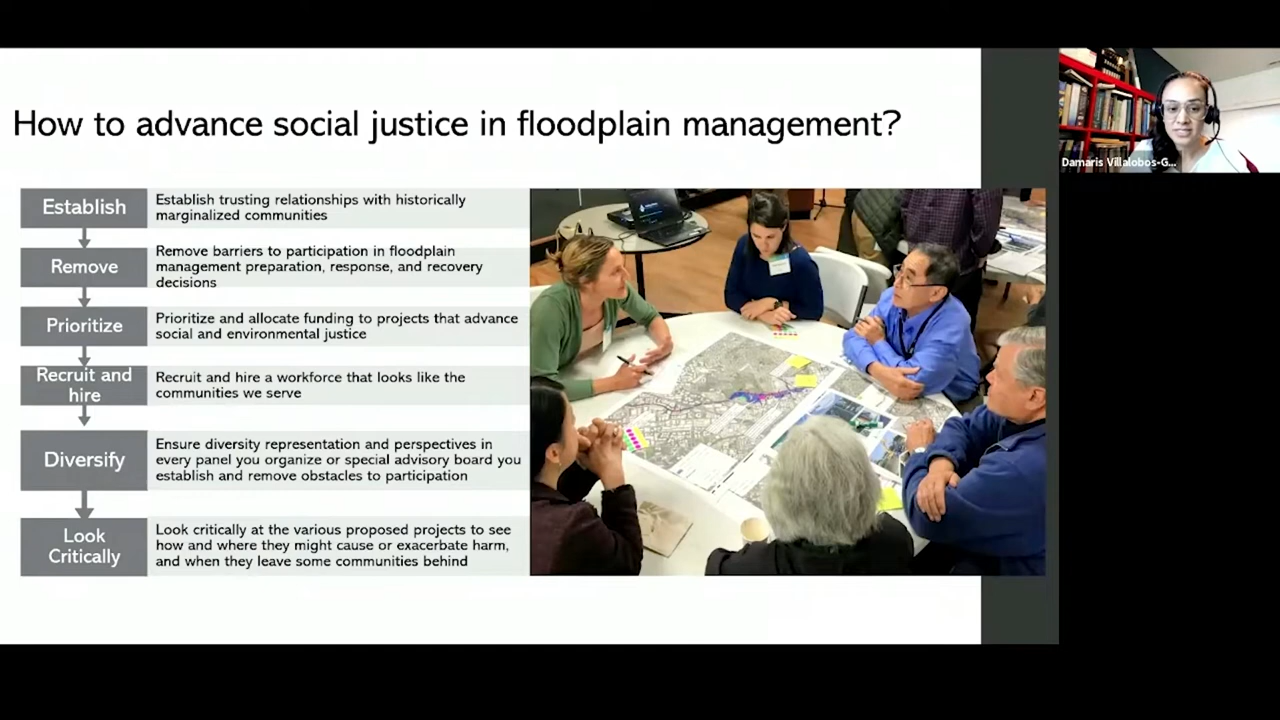 How to advance social justice in floodplain management?
Establish
Establish trusting relationships with historically
marginalized communities
Remove
Remove barriers to participation in floodplain
management preparation, response, and recovery
decisions
Prioritize
Prioritize and allocate funding to projects that advance
social and environmental justice
Recruit and
hire
Recruit and hire a workforce that looks like the
communities we serve
Diversify
Ensure diversity representation and perspectives in
every panel you organize or special advisory board you
establish and remove obstacles to participation
Look
Critically
Look critically at the various proposed projects to see
how and where they might cause or exacerbate harm,
and when they leave some communities behind
Damaris Villalobos-G...